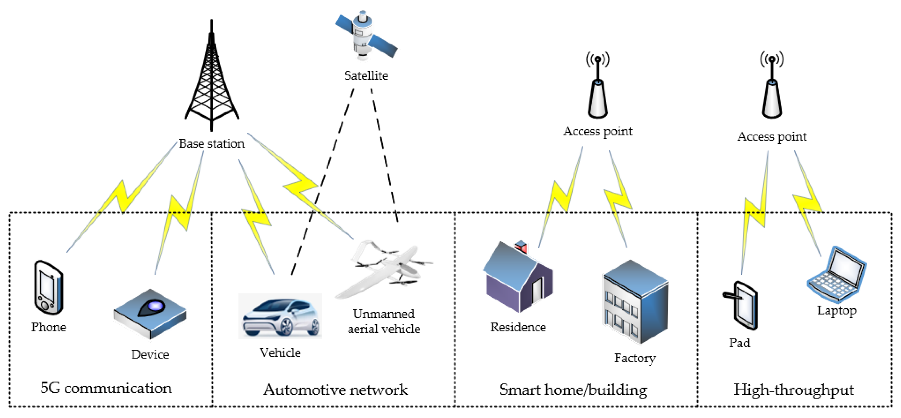 Satellite
Base station
Access point
Access point
Phone
Device
Vehicle
Unmanned
aerial vehicle
Residence
Factory
Pad
Laptop
5G communication
Automotive network
Smart home/building
High-throughput